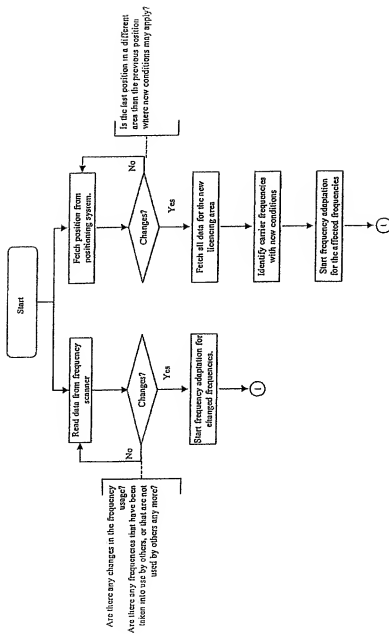 Start
Read data from frequency
scanner
Changes?
No
Yes
Start frequency adaptation for
changed frequencies.
1
Are there any changes in the frequency
usage?
Are there any frequencies that have been
taken into use by others, or that are not
used by others any more?
Fetch position from
positioning system.
Changes?
No
Yes
Fetch all data for the new
licencing area
Identify carrier frequencies
with new conditions
Start frequency adaptation
for the affected frequencies
1
Is the last position in a different
area than the previous position
where new conditions may apply?